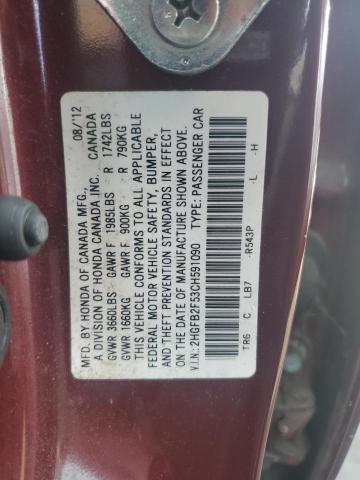 MFD. BY HONDA OF CANADA MFG., 08/'12
A DIVISION OF HONDA CANADA INC., CANADA
GVWR 3660LBS GAWR F 1985LBS R 1742LBS
GVWR 1660KG GAWR F 900KG R 790KG
THIS VEHICLE CONFORMS TO ALL APPLICABLE
FEDERAL MOTOR VEHICLE SAFETY, BUMPER,
AND THEFT PREVENTION STANDARDS IN EFFECT
ON THE DATE OF MANUFACTURE SHOWN ABOVE.
V.I.N.: 2HGFB2F53CH591090 TYPE: PASSENGER CAR
TR6 C LB7 -R543P -L -H